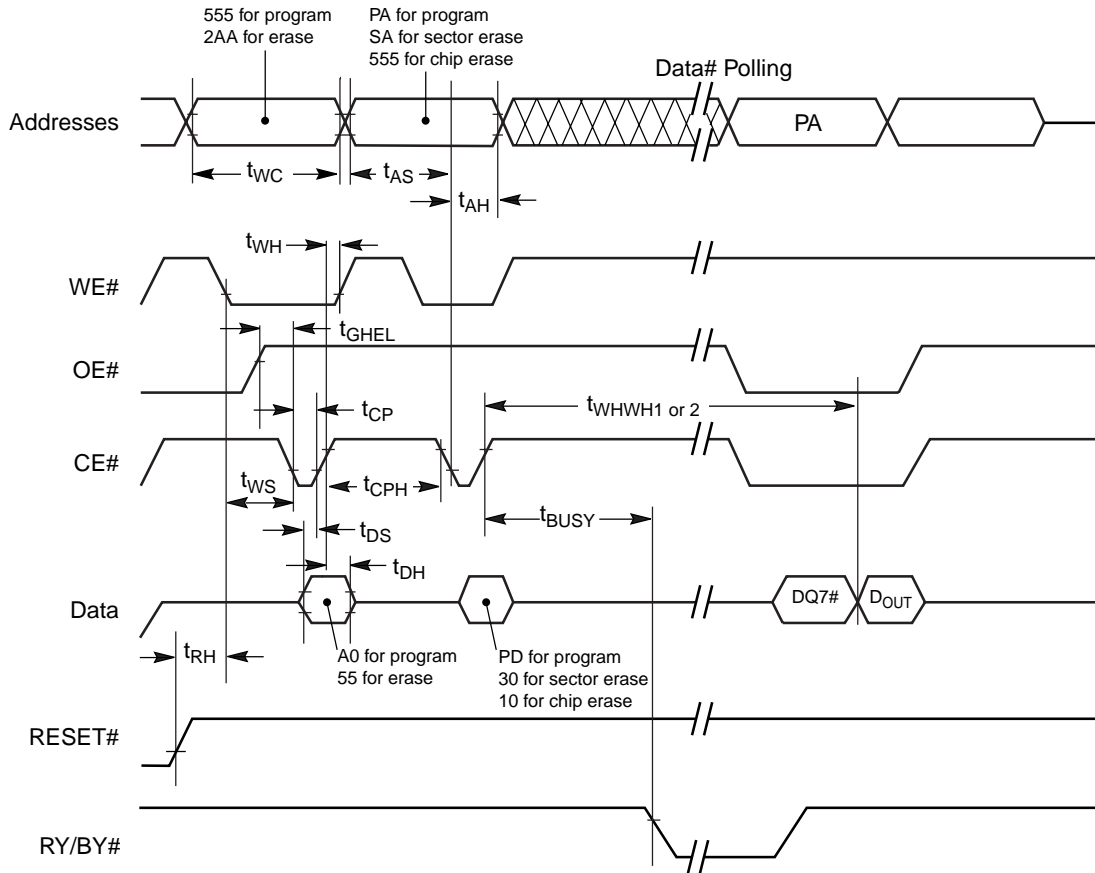 555 for program
2AA for erase
PA for program
SA for sector erase
555 for chip erase
Data# Polling
Addresses
PA
tWC
tAS
tAH
tWH
WE#
tGHEL
OE#
tWHWH1 or 2
tCP
CE#
tWS
tCPH
tBUSY
tDS
tDH
Data
DQ7#
DOUT
tRH
A0 for program
55 for erase
PD for program
30 for sector erase
10 for chip erase
RESET#
RY/BY#